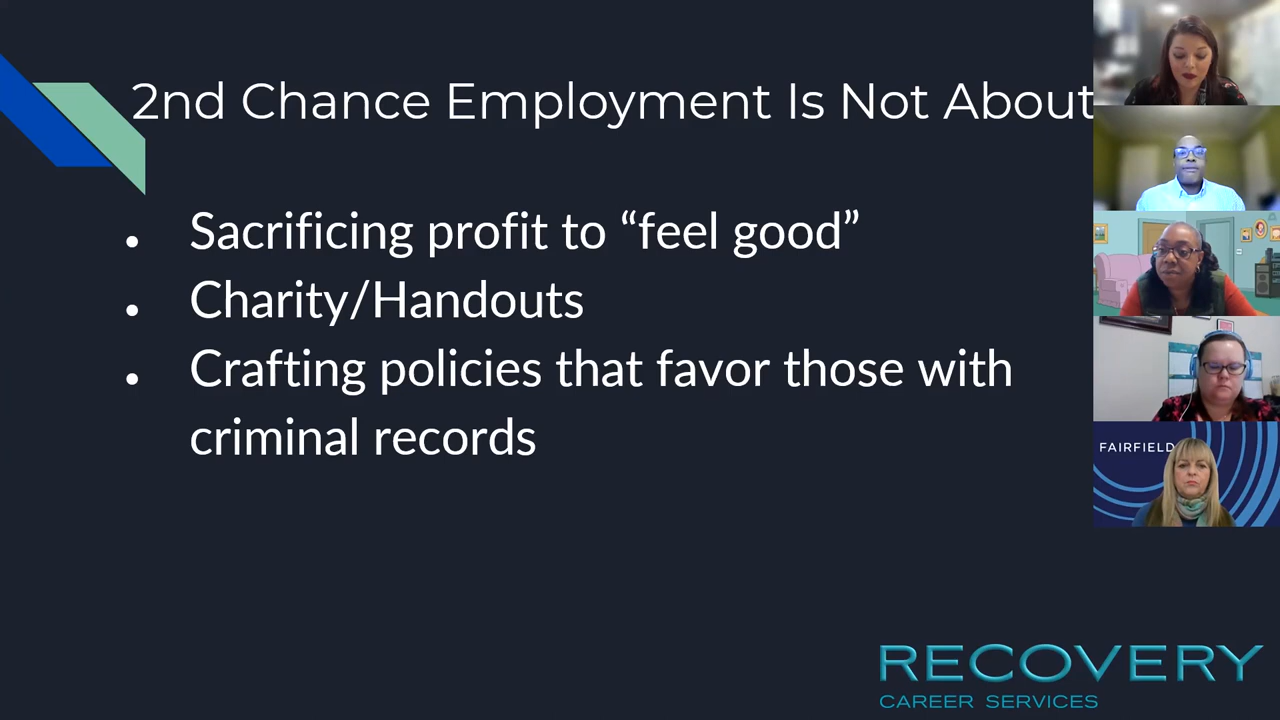 2nd Chance Employment Is Not About
Sacrificing profit to “feel good”
Charity/Handouts
Crafting policies that favor those with
criminal records
FAIRFIELD
RECOVERY
CAREER SERVICES